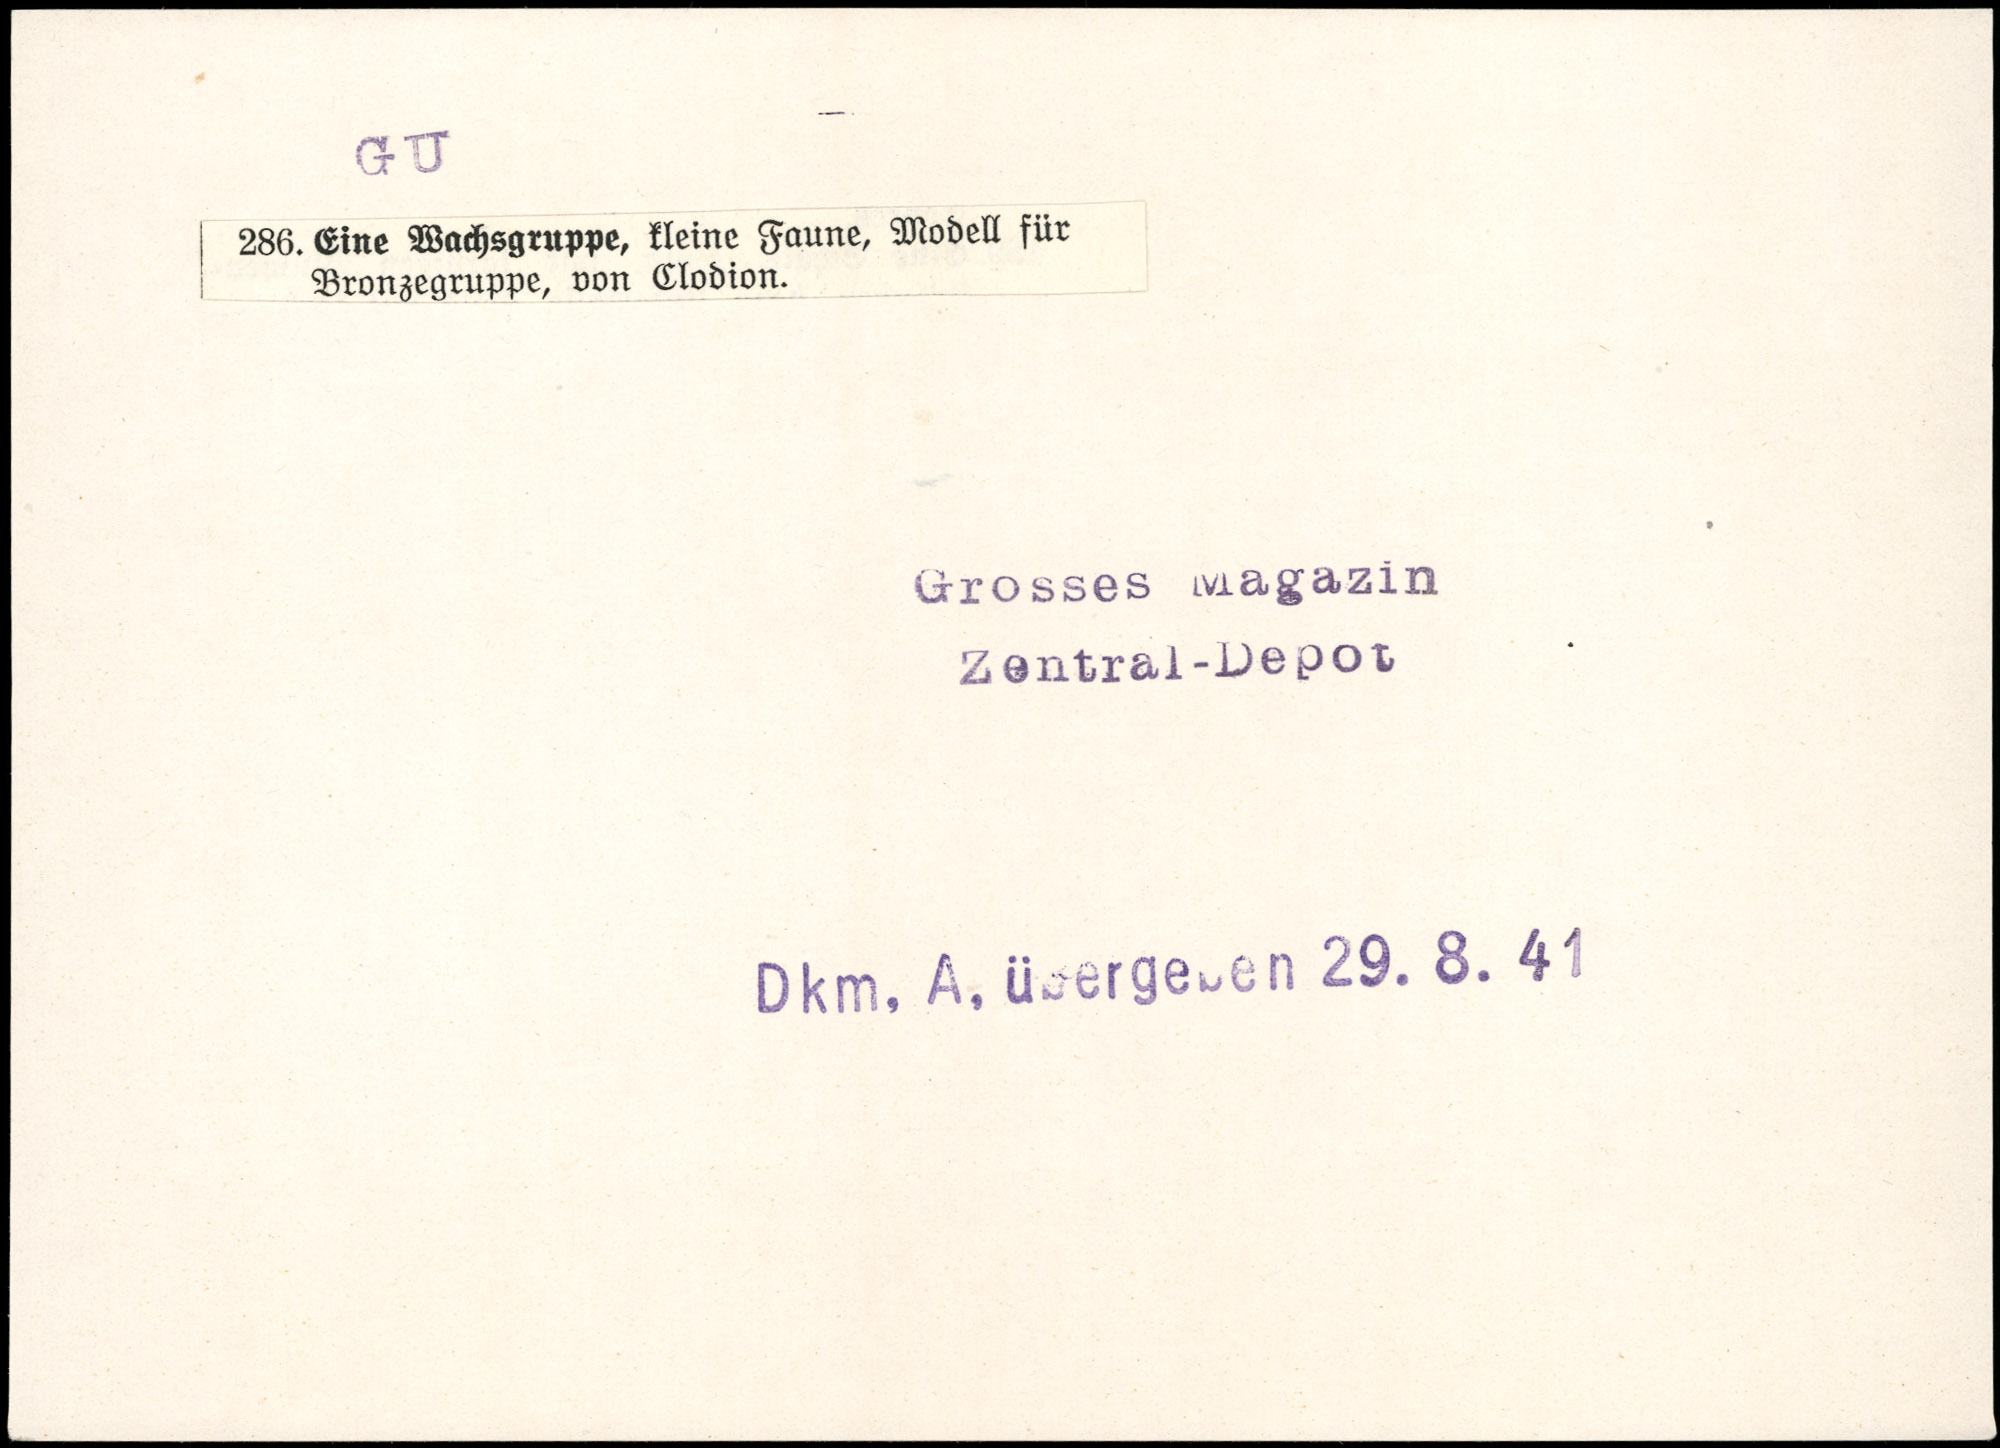 GU
286. Eine Wachsgruppe, kleine Faune, Modell für
Bronzegruppe, von Clodion.
Grosses Magazin
Zentral-Depot
Dkm. A. übergeben 29. 8. 41